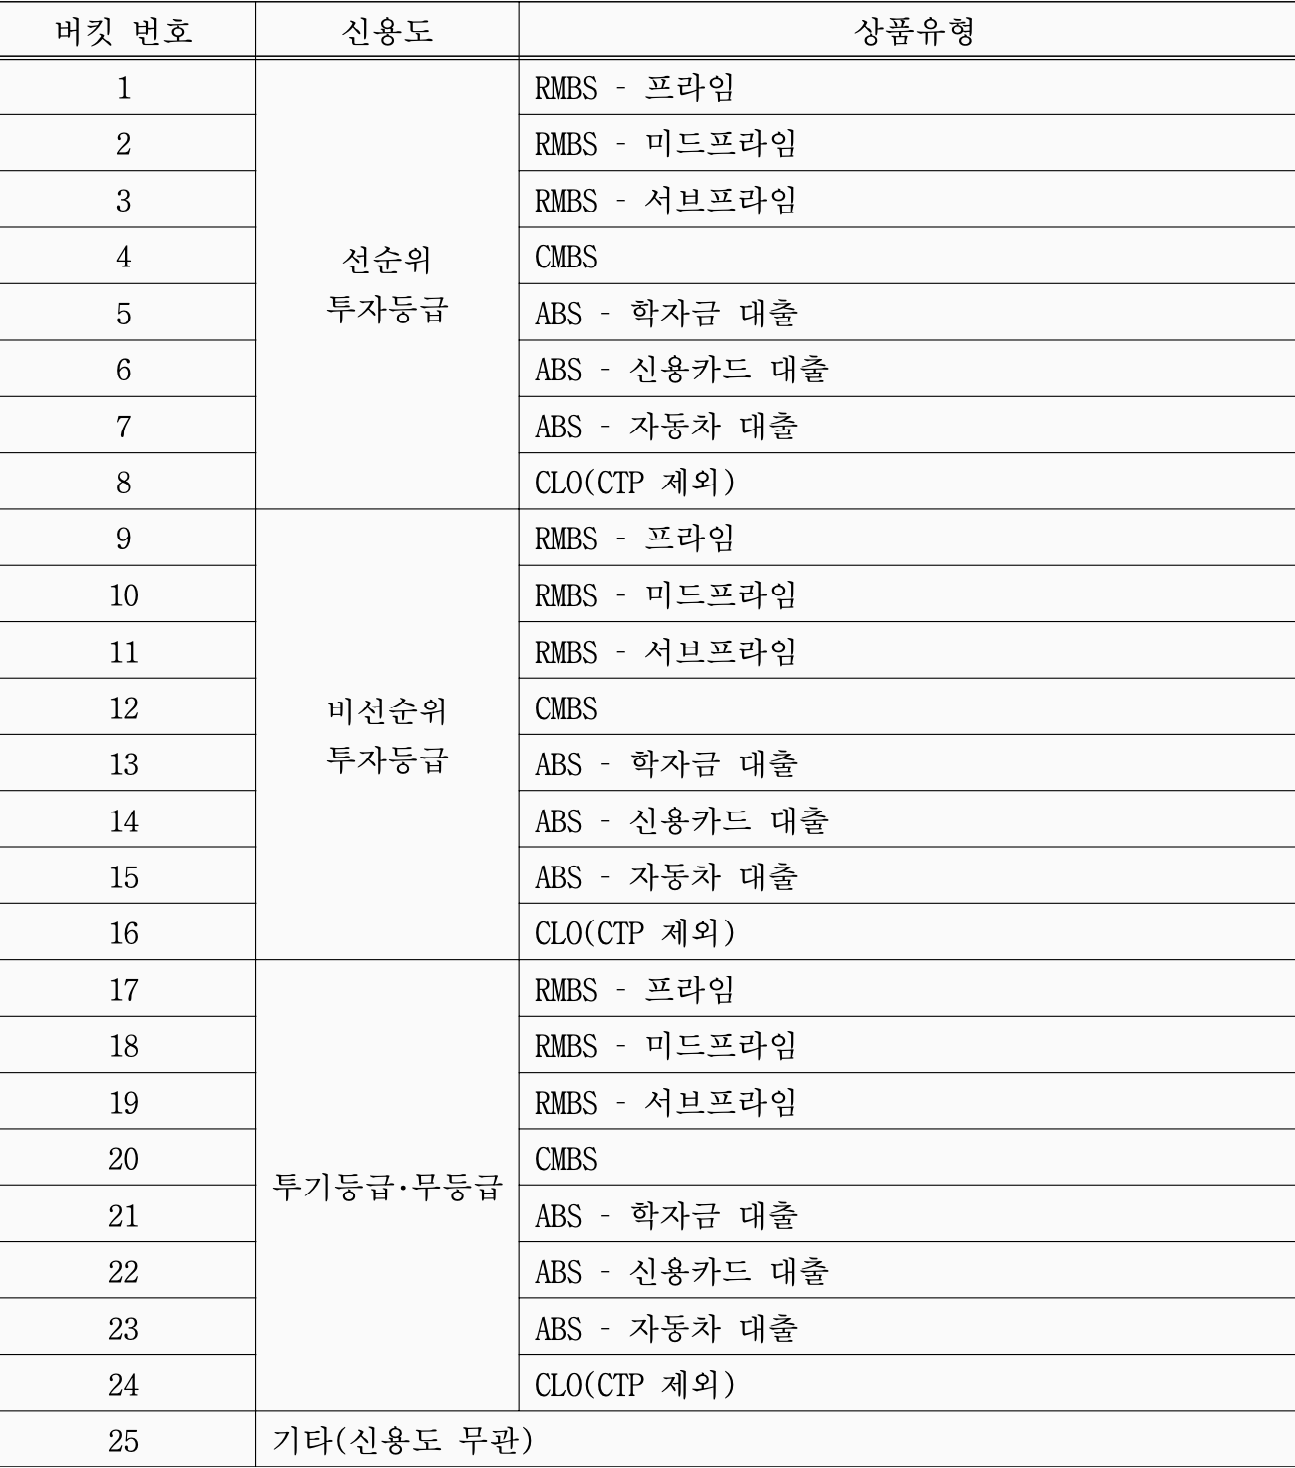 버킷 번호 신용도 상품유형
1 RMBS - 프라임
2 RMBS - 미드프라임
3 RMBS - 서브프라임
4 CMBS
선순위
투자등급
5 ABS - 학자금 대출
6 ABS - 신용카드 대출
7 ABS - 자동차 대출
8 CLO(CTP 제외)
9 RMBS - 프라임
10 RMBS - 미드프라임
11 RMBS - 서브프라임
12 CMBS
비선순위
투자등급
13 ABS - 학자금 대출
14 ABS - 신용카드 대출
15 ABS - 자동차 대출
16 CLO(CTP 제외)
17 RMBS - 프라임
18 RMBS - 미드프라임
19 RMBS - 서브프라임
20 CMBS
투기등급·무등급
21 ABS - 학자금 대출
22 ABS - 신용카드 대출
23 ABS - 자동차 대출
24 CLO(CTP 제외)
25 기타(신용도 무관)